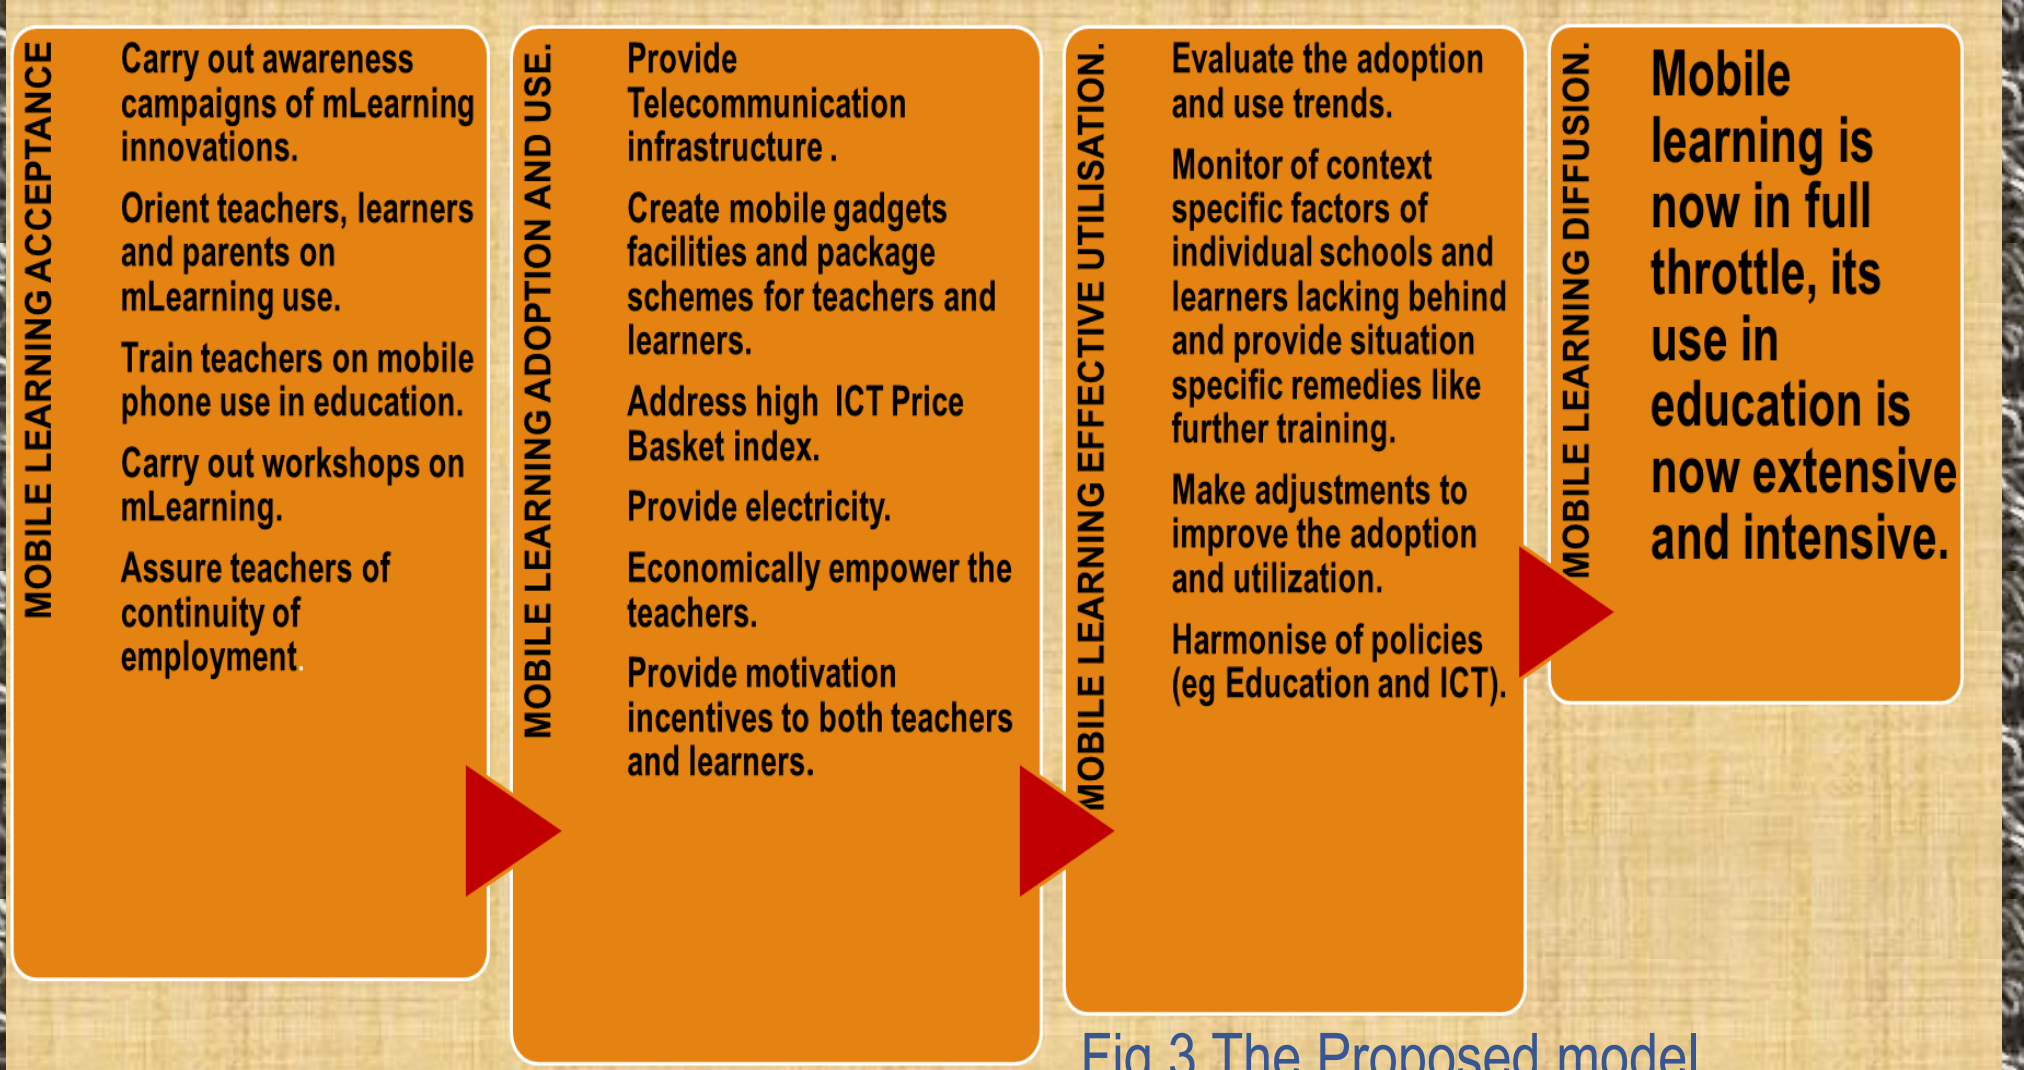 MOBILE LEARNING ACCEPTANCE
Carry out awareness
campaigns of mLearning
innovations.
Orient teachers, learners
and parents on
mLearning use.
Train teachers on mobile
phone use in education.
Carry out workshops on
mLearning.
Assure teachers of
continuity of
employment.
MOBILE LEARNING ADOPTION AND USE.
Provide
Telecommunication
infrastructure .
Create mobile gadgets
facilities and package
schemes for teachers and
learners.
Address high  ICT Price
Basket index.
Provide electricity.
Economically empower the
teachers.
Provide motivation
incentives to both teachers
and learners.
MOBILE LEARNING EFFECTIVE UTILISATION.
Evaluate the adoption
and use trends.
Monitor of context
specific factors of
individual schools and
learners lacking behind
and provide situation
specific remedies like
further training.
Make adjustments to
improve the adoption
and utilization.
Harmonise of policies
(eg Education and ICT).
MOBILE LEARNING DIFFUSION.
Mobile
learning is
now in full
throttle, its
use in
education is
now extensive
and intensive.
Fig 3 The Proposed model